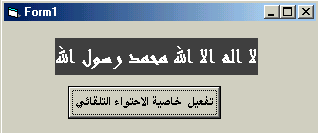 Form1
لا اله الا الله محمد رسول الله
تفعيل خاصية الاحتواء التلقائي